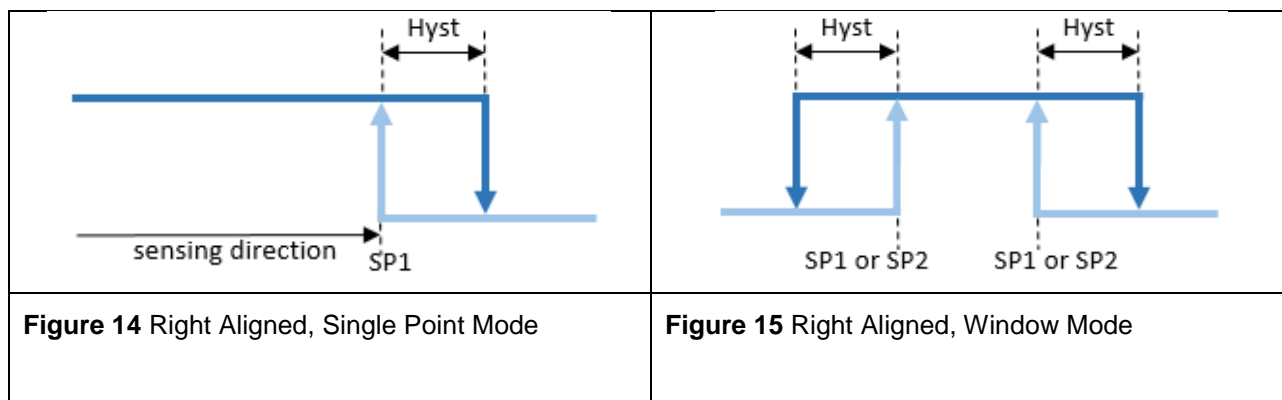 Hyst
sensing direction
SP1
Hyst
Hyst
SP1 or SP2
SP1 or SP2
Figure 14 Right Aligned, Single Point Mode
Figure 15 Right Aligned, Window Mode